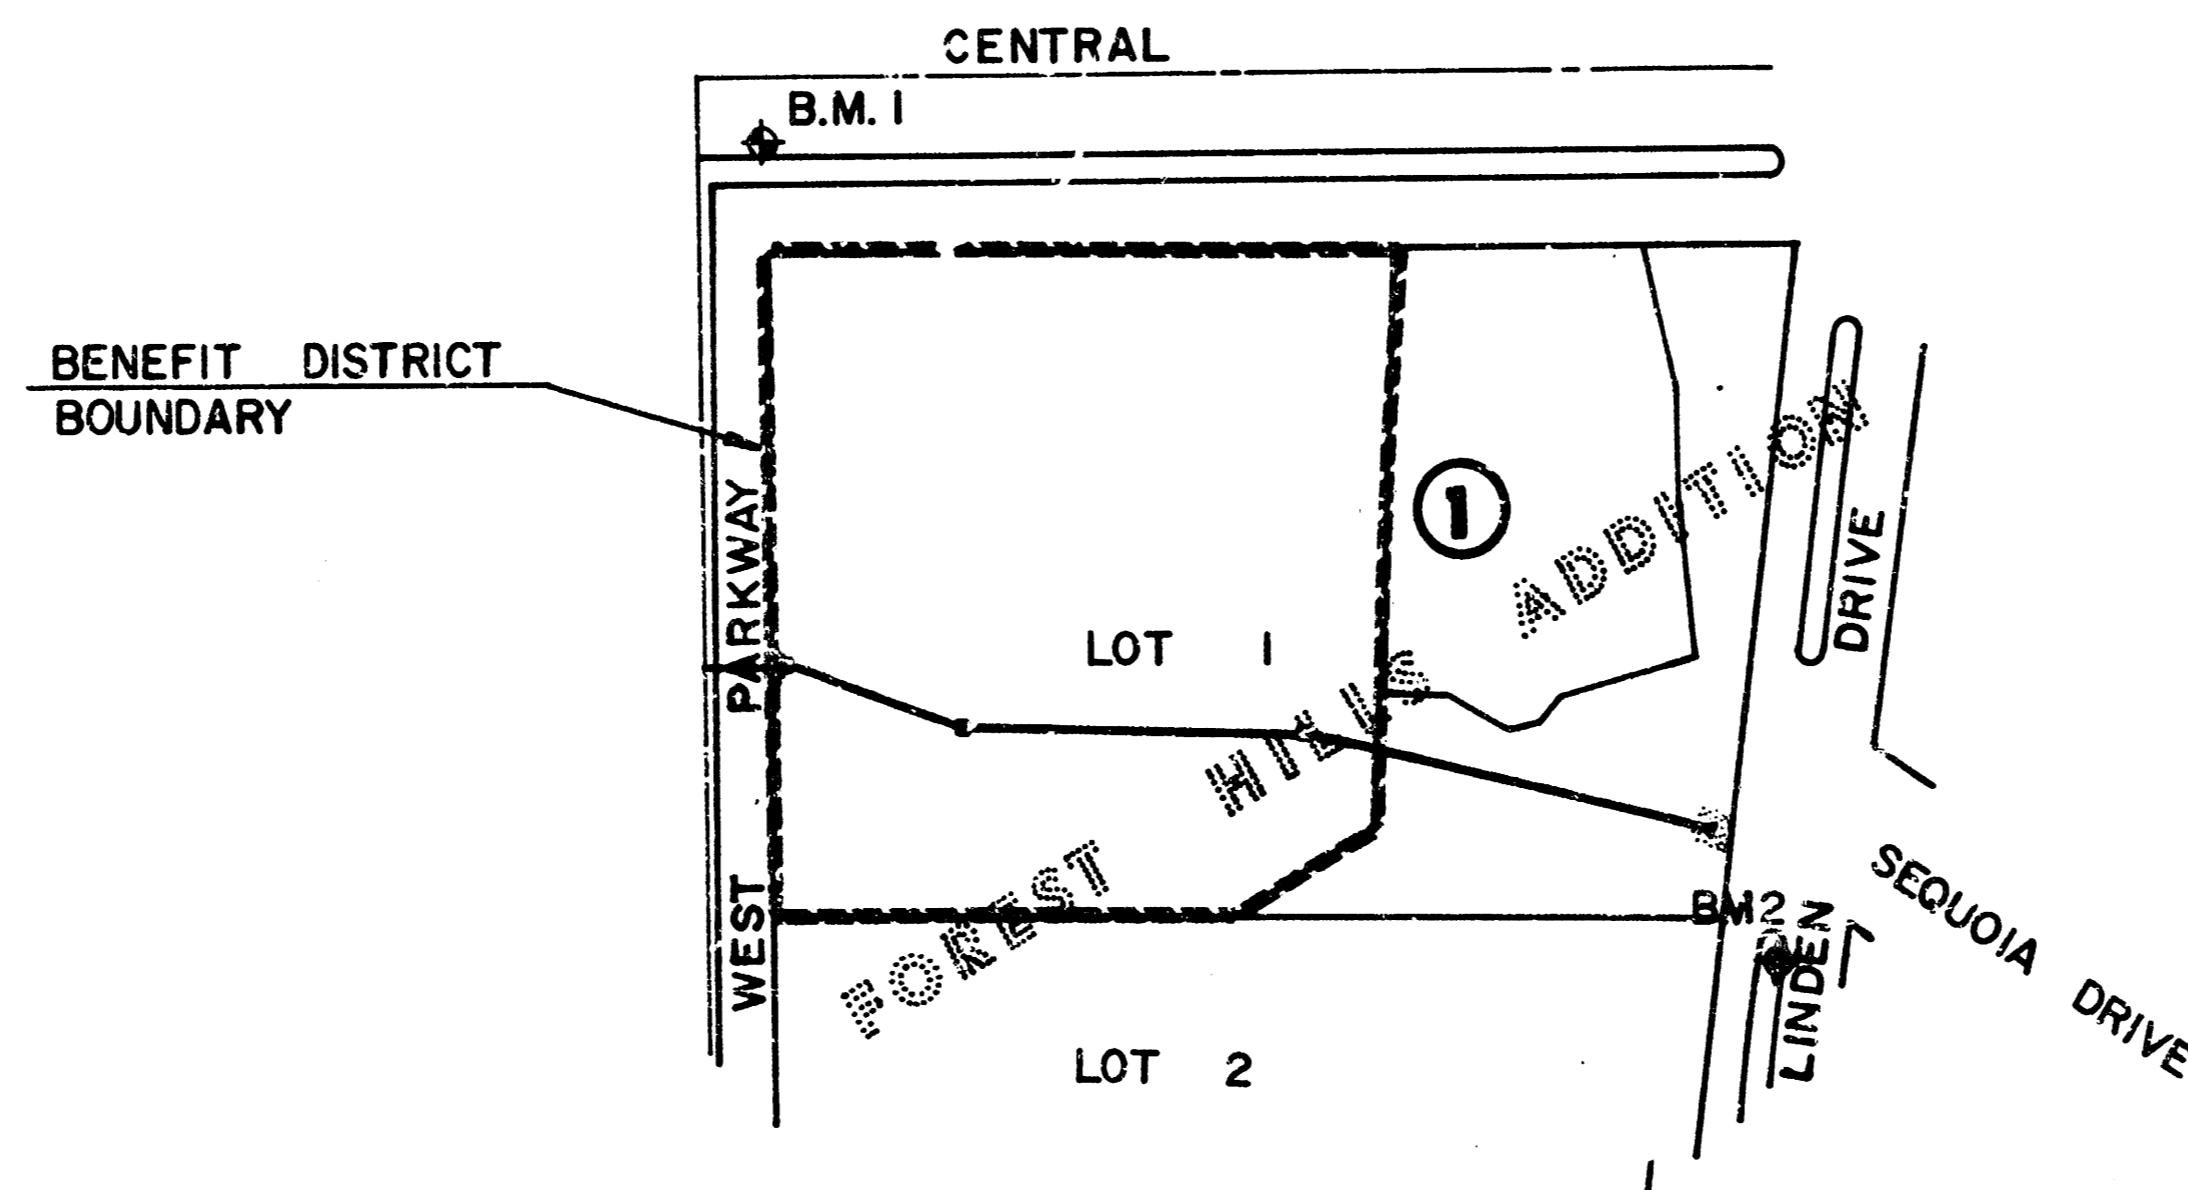 CENTRAL
B.M. 1
BENEFIT DISTRICT
BOUNDARY
WEST PARKWAY
1
FOREST HILLS ADDITION
LOT 1
LINDEN DRIVE
SEQUOIA DRIVE
BM2
LOT 2